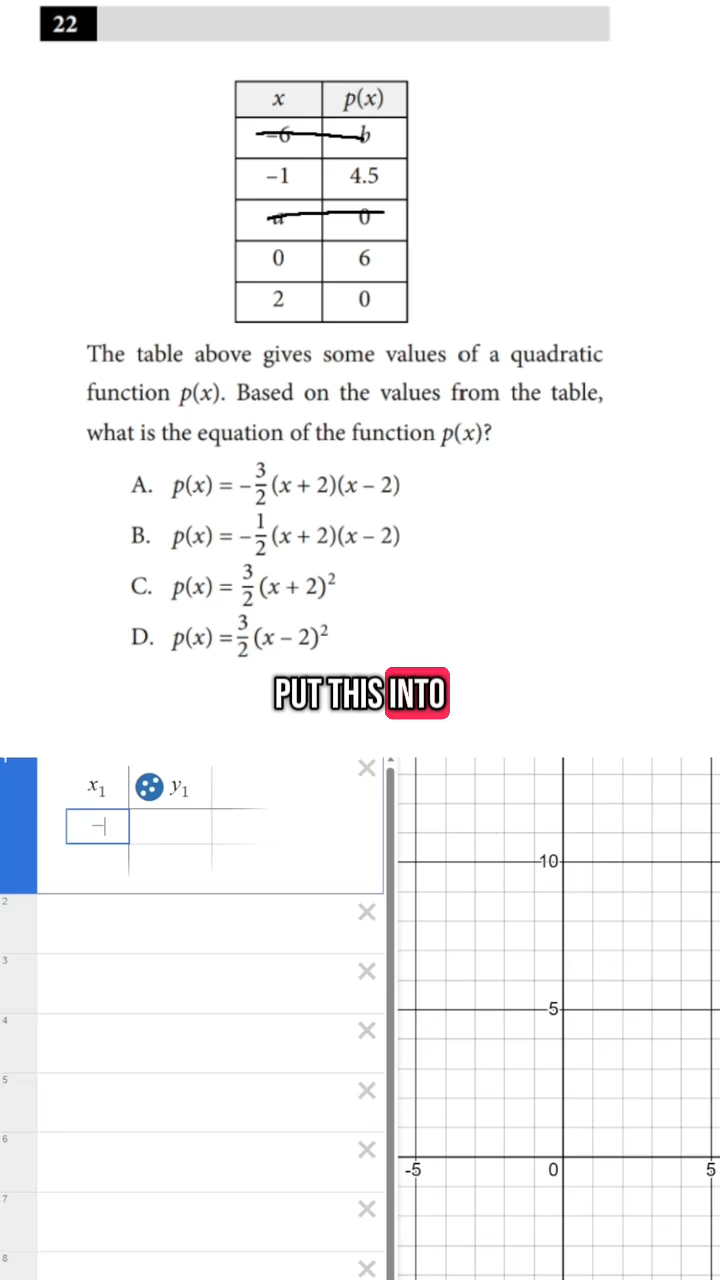 22
x p(x)
−6 b
−1 4.5
a 0
0 6
2 0
The table above gives some values of a quadratic
function p(x). Based on the values from the table,
what is the equation of the function p(x)?
A. p(x) = −3/2(x + 2)(x − 2)
B. p(x) = −1/2(x + 2)(x − 2)
C. p(x) = 3/2(x + 2)²
D. p(x) = 3/2(x − 2)²
PUT THIS INTO
x₁ y₁
−
2
3
4
5
6
7
8
10
5
-5 0 5